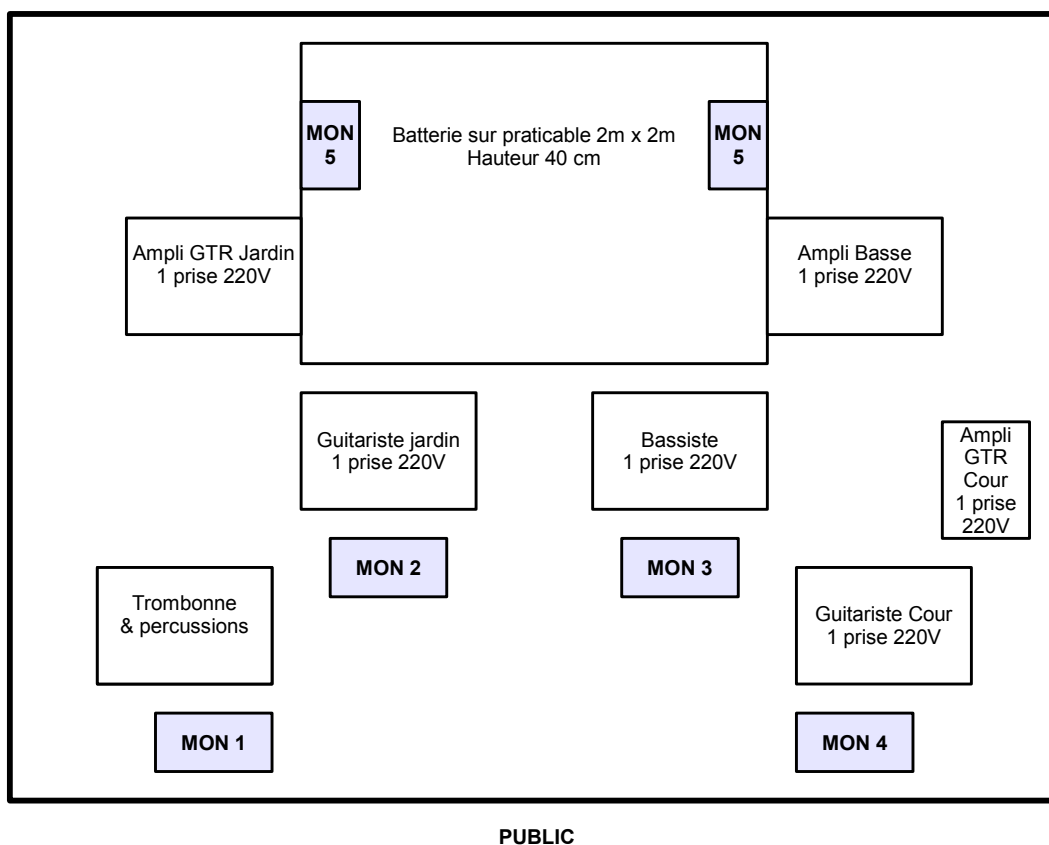 MON
5
Batterie sur praticable 2m x 2m
Hauteur 40 cm
MON
5
Ampli GTR Jardin
1 prise 220V
Ampli Basse
1 prise 220V
Guitariste jardin
1 prise 220V
Bassiste
1 prise 220V
Ampli
GTR
Cour
1 prise
220V
MON 2
MON 3
Trombonne
& percussions
Guitariste Cour
1 prise 220V
MON 1
MON 4
PUBLIC